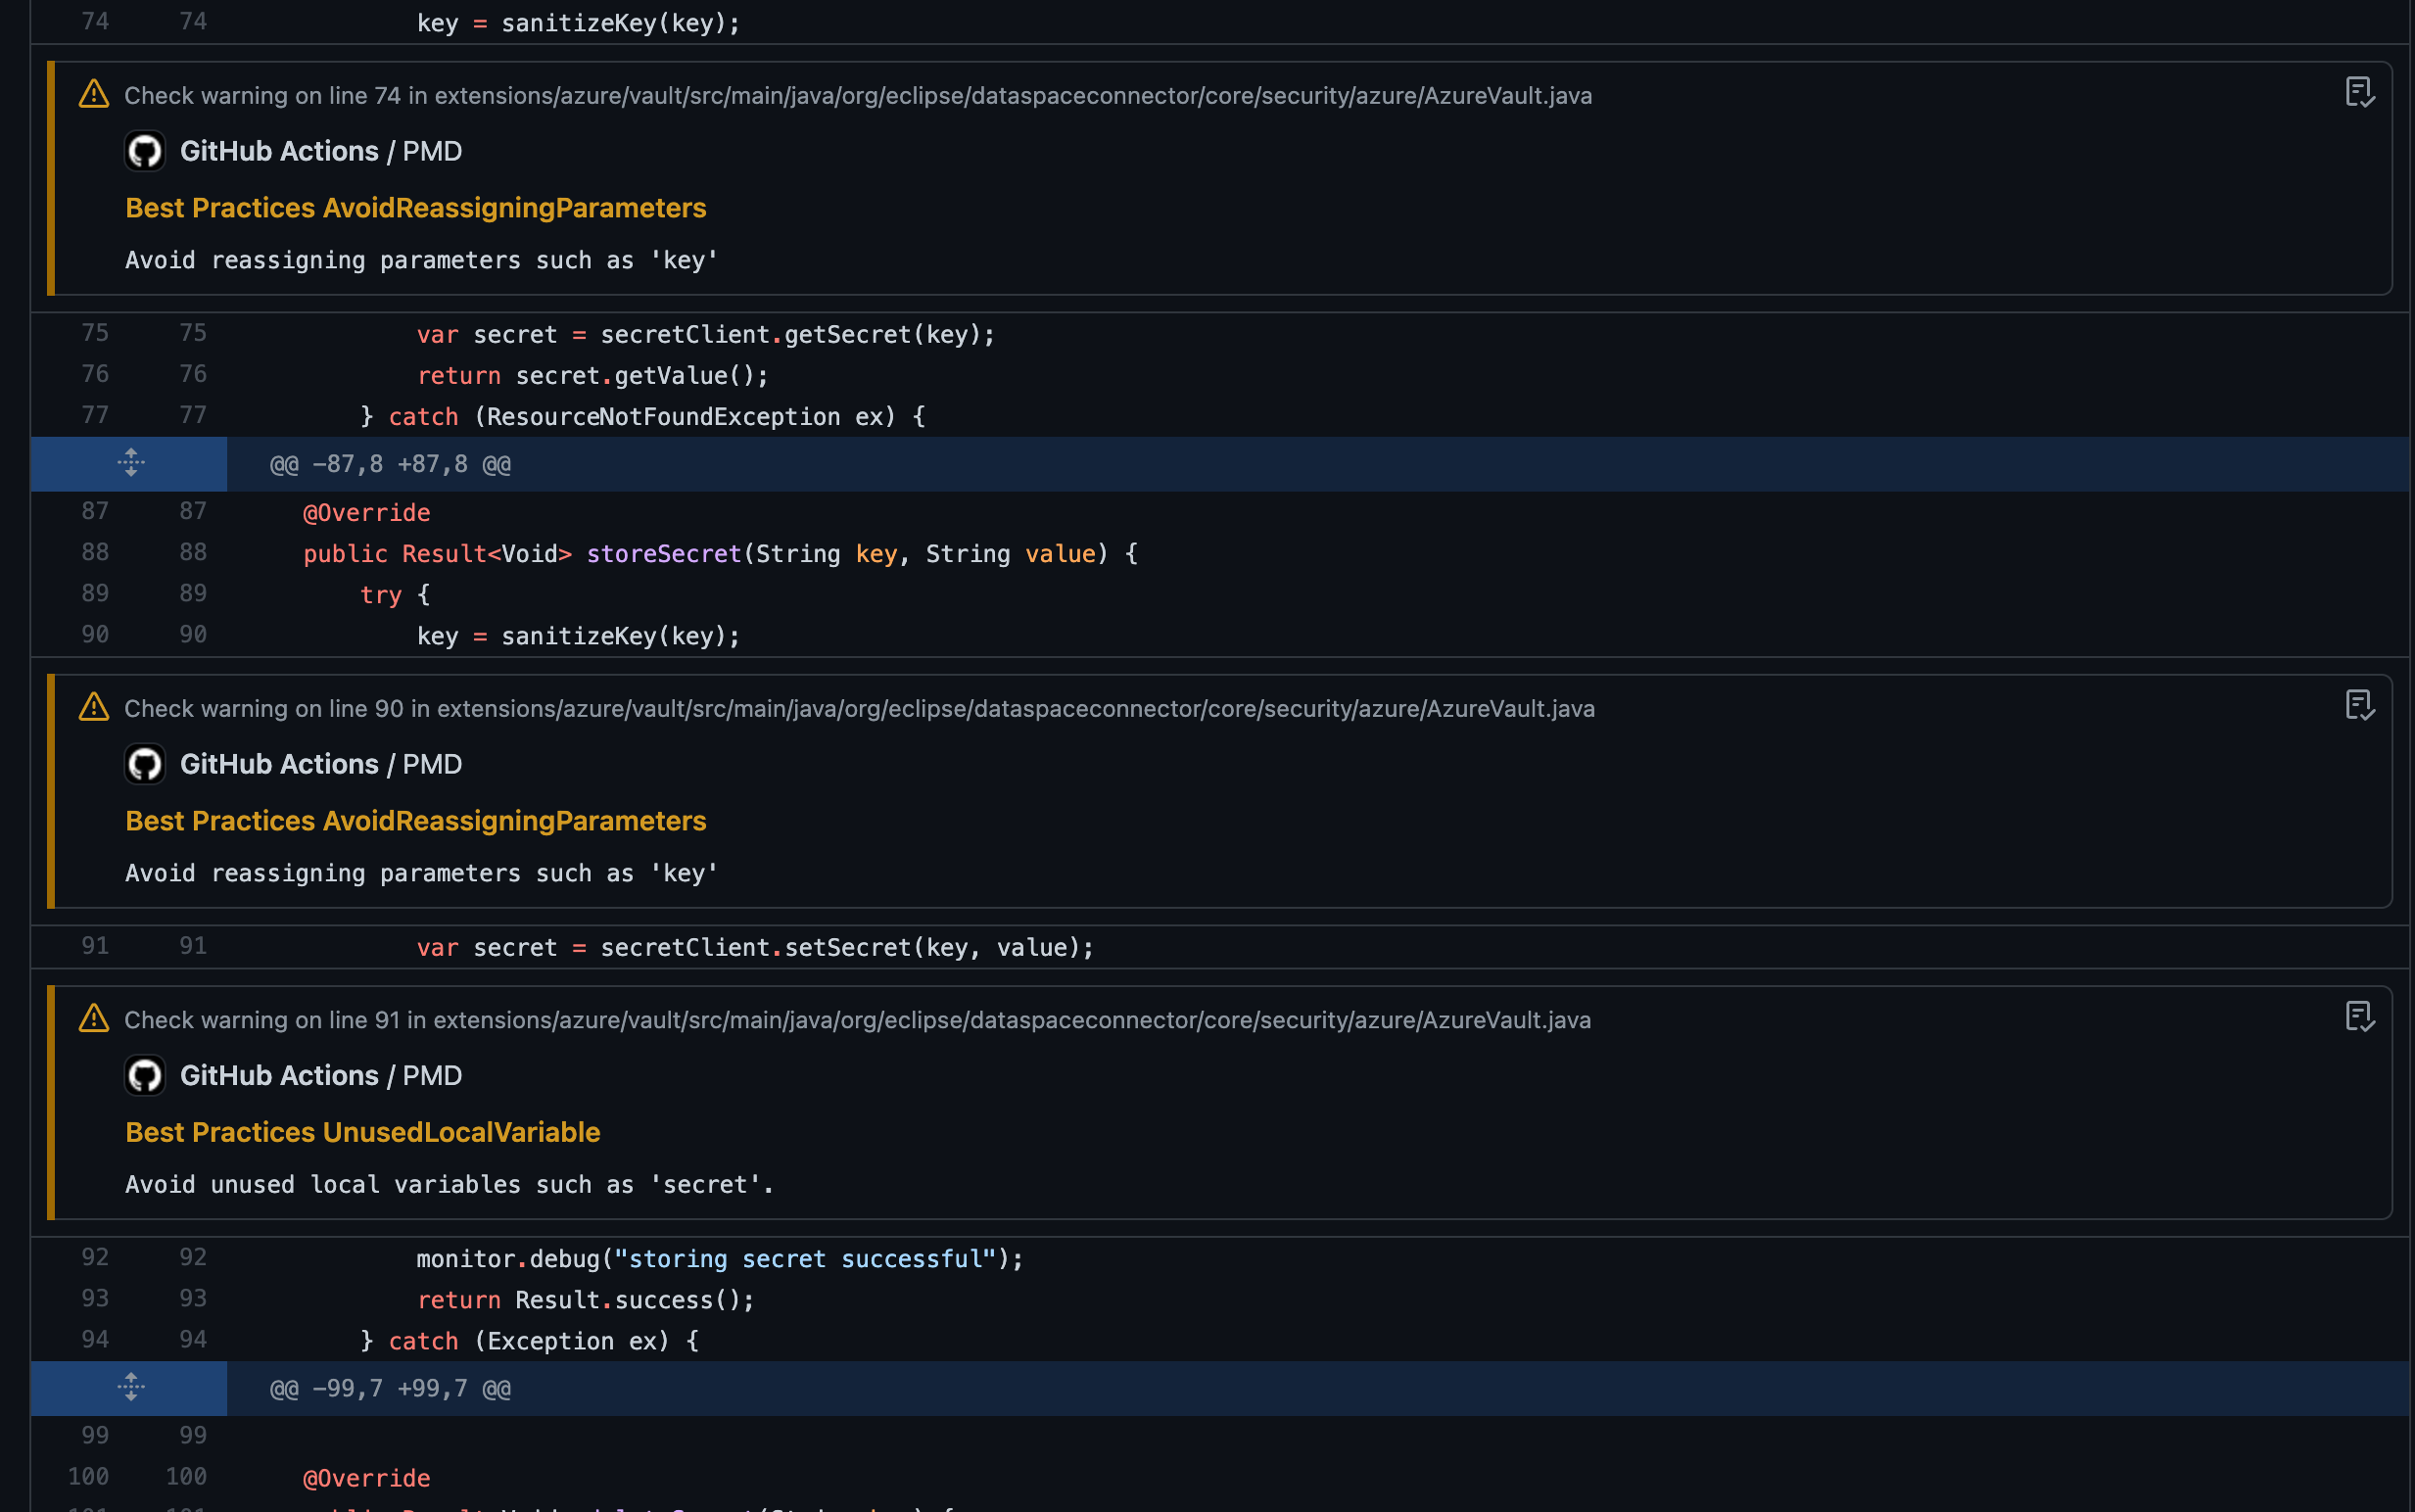 74 74 key = sanitizeKey(key);
Check warning on line 74 in extensions/azure/vault/src/main/java/org/eclipse/dataspaceconnector/core/security/azure/AzureVault.java
GitHub Actions / PMD
Best Practices AvoidReassigningParameters
Avoid reassigning parameters such as 'key'
75 75 var secret = secretClient.getSecret(key);
76 76 return secret.getValue();
77 77 } catch (ResourceNotFoundException ex) {
@@ -87,8 +87,8 @@
87 87 @Override
88 88 public Result<Void> storeSecret(String key, String value) {
89 89 try {
90 90 key = sanitizeKey(key);
Check warning on line 90 in extensions/azure/vault/src/main/java/org/eclipse/dataspaceconnector/core/security/azure/AzureVault.java
GitHub Actions / PMD
Best Practices AvoidReassigningParameters
Avoid reassigning parameters such as 'key'
91 91 var secret = secretClient.setSecret(key, value);
Check warning on line 91 in extensions/azure/vault/src/main/java/org/eclipse/dataspaceconnector/core/security/azure/AzureVault.java
GitHub Actions / PMD
Best Practices UnusedLocalVariable
Avoid unused local variables such as 'secret'.
92 92 monitor.debug("storing secret successful");
93 93 return Result.success();
94 94 } catch (Exception ex) {
@@ -99,7 +99,7 @@
99 99
100 100 @Override